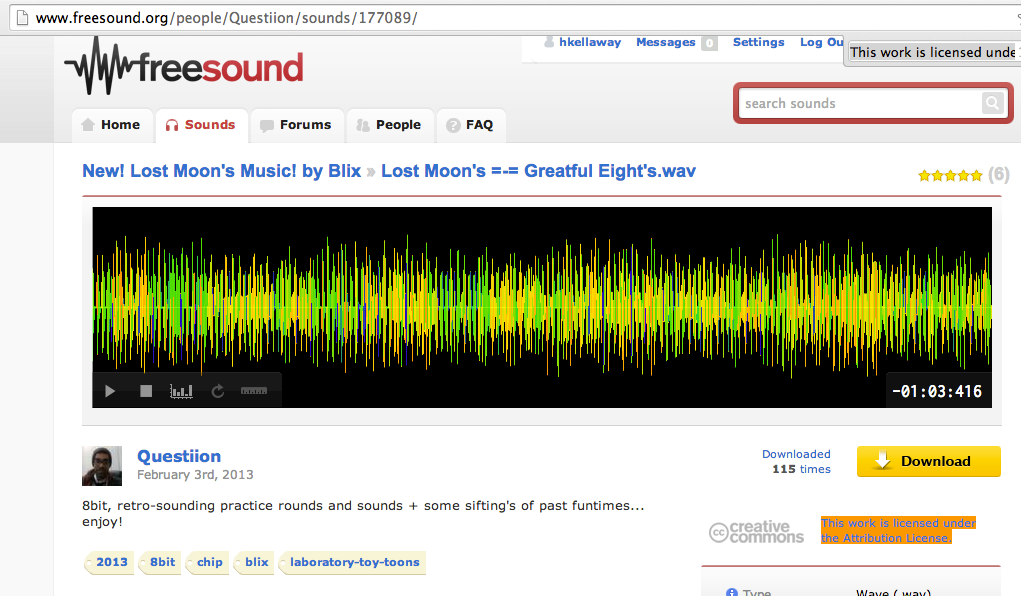 www.freesound.org/people/Questiion/sounds/177089/
hkellaway Messages 0 Settings Log Ou
This work is licensed unde
freesound
search sounds
Home Sounds Forums People ? FAQ
New! Lost Moon's Music! by Blix » Lost Moon's =-= Greatful Eight's.wav
(6)
-01:03:416
Questiion
February 3rd, 2013
Downloaded
115 times
Download
8bit, retro-sounding practice rounds and sounds + some sifting's of past funtimes...
enjoy!
cc creative
commons
This work is licensed under
the Attribution License.
2013 8bit chip blix laboratory-toy-toons
i Type Wave (.wav)